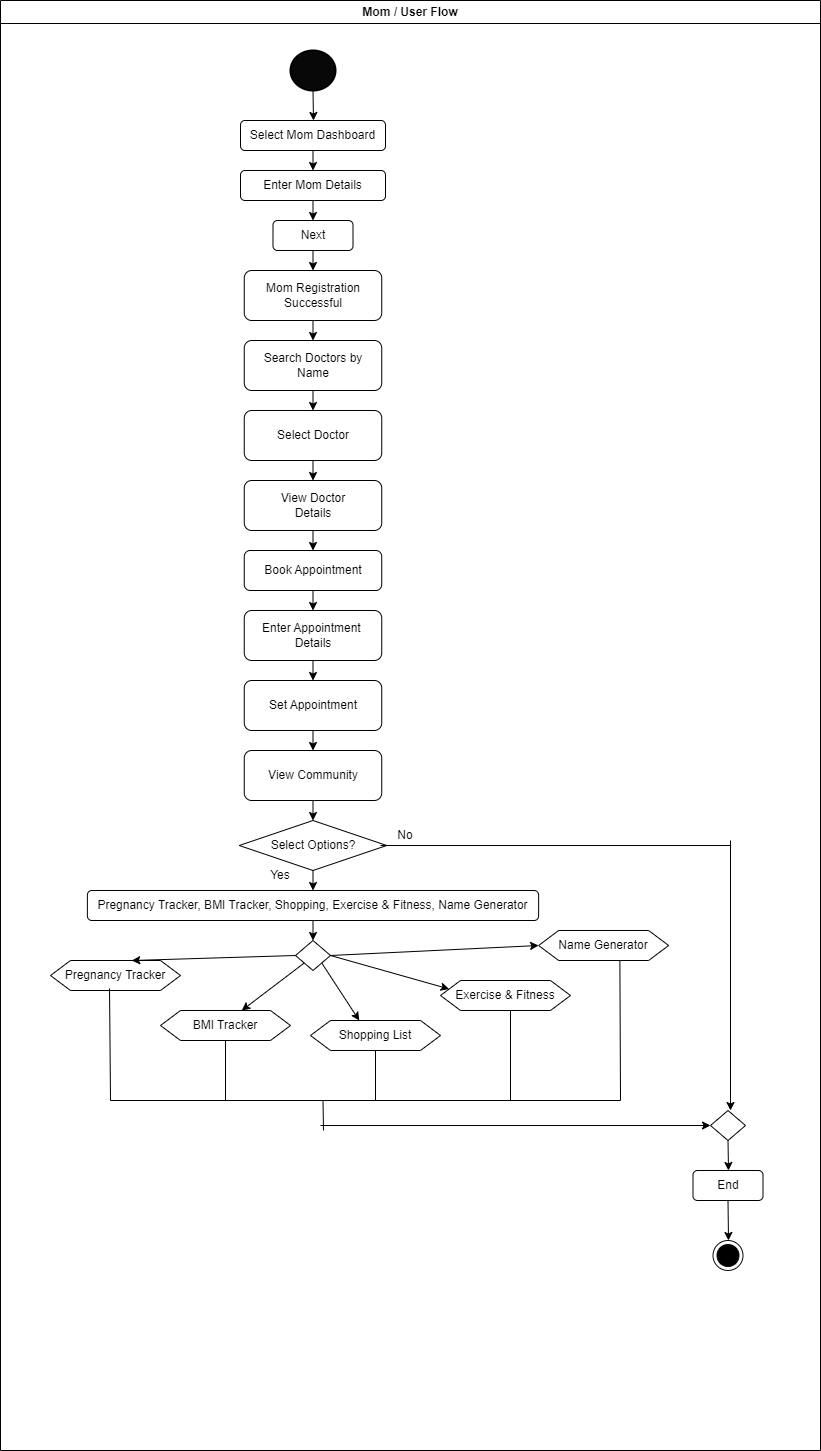 Mom / User Flow
Select Mom Dashboard
Enter Mom Details
Next
Mom Registration
Successful
Search Doctors by
Name
Select Doctor
View Doctor
Details
Book Appointment
Enter Appointment
Details
Set Appointment
View Community
Select Options?
No
Yes
Pregnancy Tracker, BMI Tracker, Shopping, Exercise & Fitness, Name Generator
Name Generator
Pregnancy Tracker
Exercise & Fitness
BMI Tracker
Shopping List
End